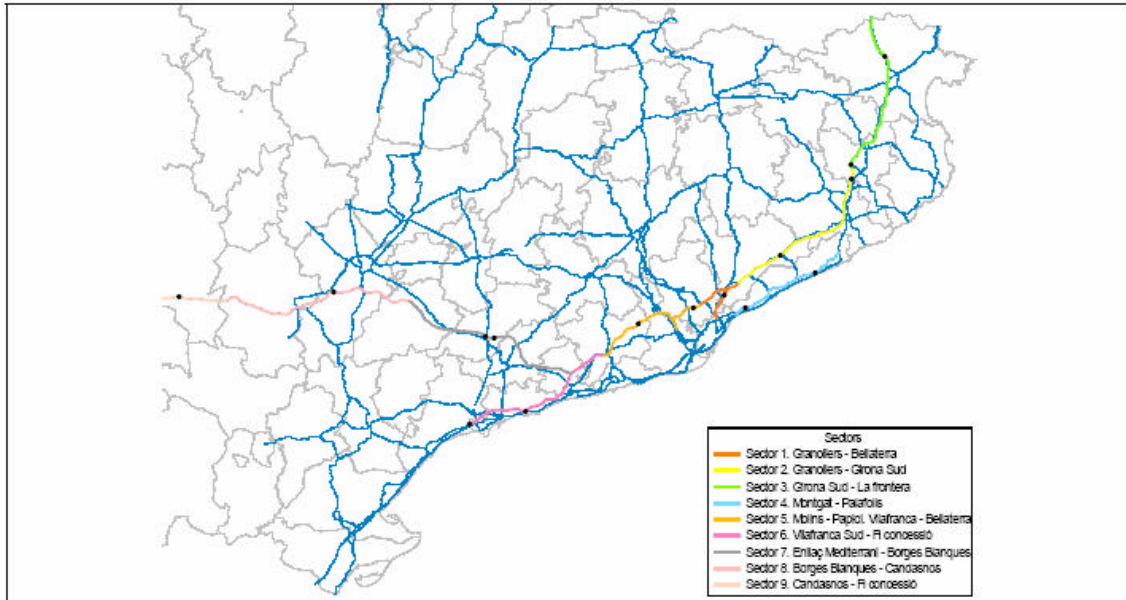 Sectors
Sector 1. Granollers - Bellaterra
Sector 2. Granollers - Girona Sud
Sector 3. Girona Sud - La frontera
Sector 4. Montgat - Palafolls
Sector 5. Molins - Papiol. Vilafranca - Bellaterra
Sector 6. Vilafranca Sud - Fi concessió
Sector 7. Enllaç Mediterrani - Borges Blanques
Sector 8. Borges Blanques - Candasnos
Sector 9. Candasnos - Fi concessió